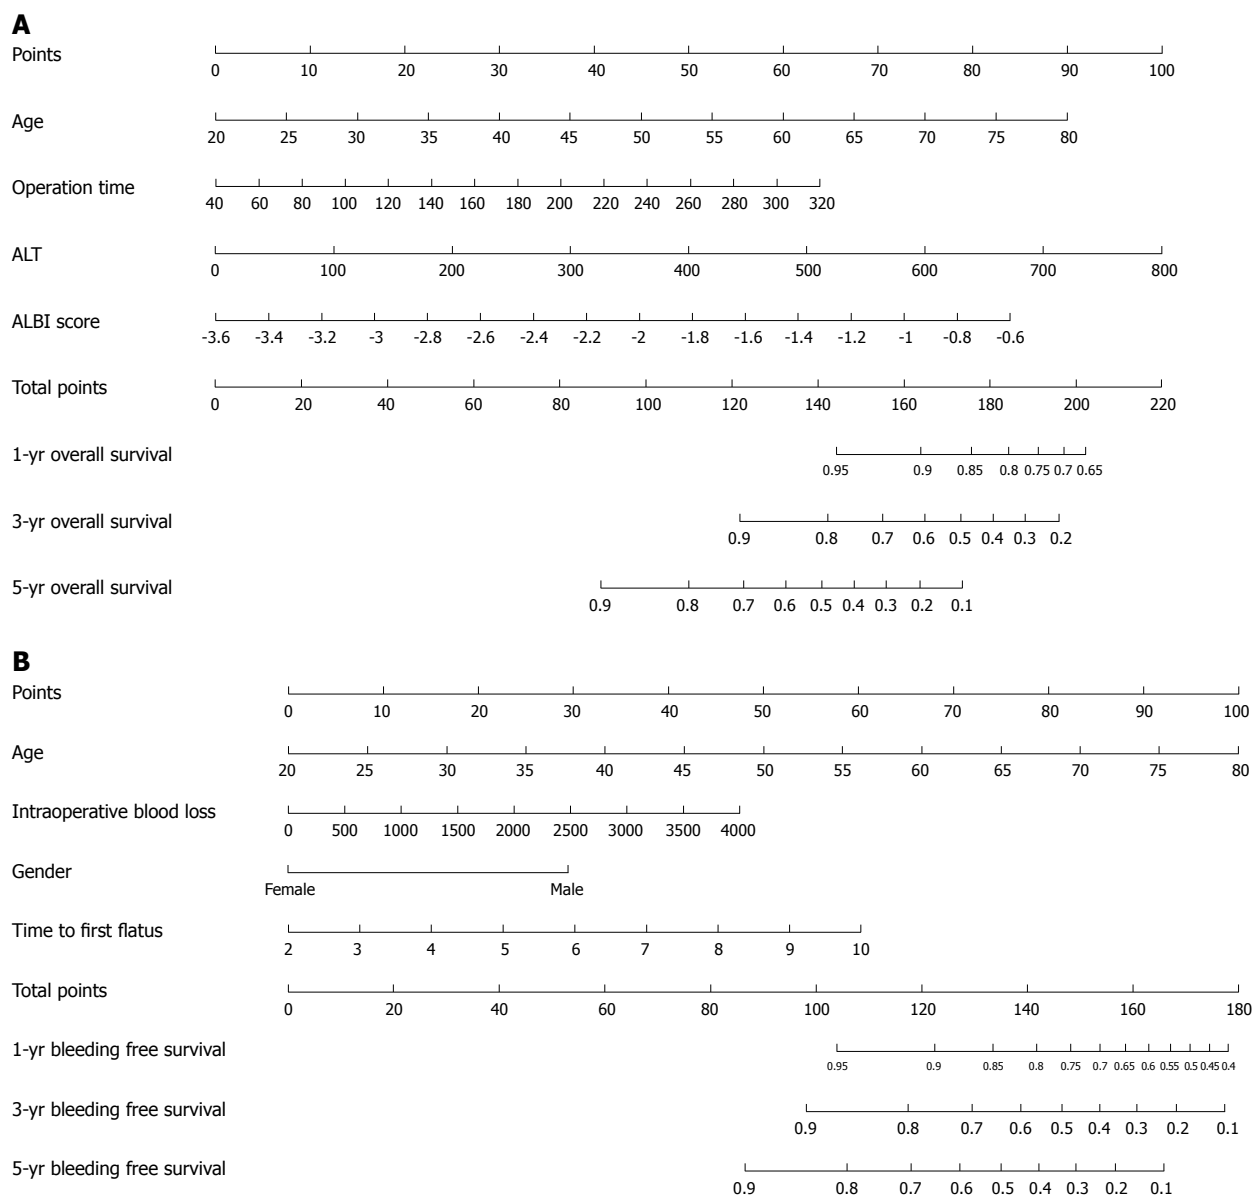 A
Points
0 10 20 30 40 50 60 70 80 90 100
Age
20 25 30 35 40 45 50 55 60 65 70 75 80
Operation time
40 60 80 100 120 140 160 180 200 220 240 260 280 300 320
ALT
0 100 200 300 400 500 600 700 800
ALBI score
-3.6 -3.4 -3.2 -3 -2.8 -2.6 -2.4 -2.2 -2 -1.8 -1.6 -1.4 -1.2 -1 -0.8 -0.6
Total points
0 20 40 60 80 100 120 140 160 180 200 220
1-yr overall survival
0.95 0.9 0.85 0.8 0.75 0.7 0.65
3-yr overall survival
0.9 0.8 0.7 0.6 0.5 0.4 0.3 0.2
5-yr overall survival
0.9 0.8 0.7 0.6 0.5 0.4 0.3 0.2 0.1
B
Points
0 10 20 30 40 50 60 70 80 90 100
Age
20 25 30 35 40 45 50 55 60 65 70 75 80
Intraoperative blood loss
0 500 1000 1500 2000 2500 3000 3500 4000
Gender
Female Male
Time to first flatus
2 3 4 5 6 7 8 9 10
Total points
0 20 40 60 80 100 120 140 160 180
1-yr bleeding free survival
0.95 0.9 0.85 0.8 0.75 0.7 0.65 0.6 0.55 0.5 0.45 0.4
3-yr bleeding free survival
0.9 0.8 0.7 0.6 0.5 0.4 0.3 0.2 0.1
5-yr bleeding free survival
0.9 0.8 0.7 0.6 0.5 0.4 0.3 0.2 0.1